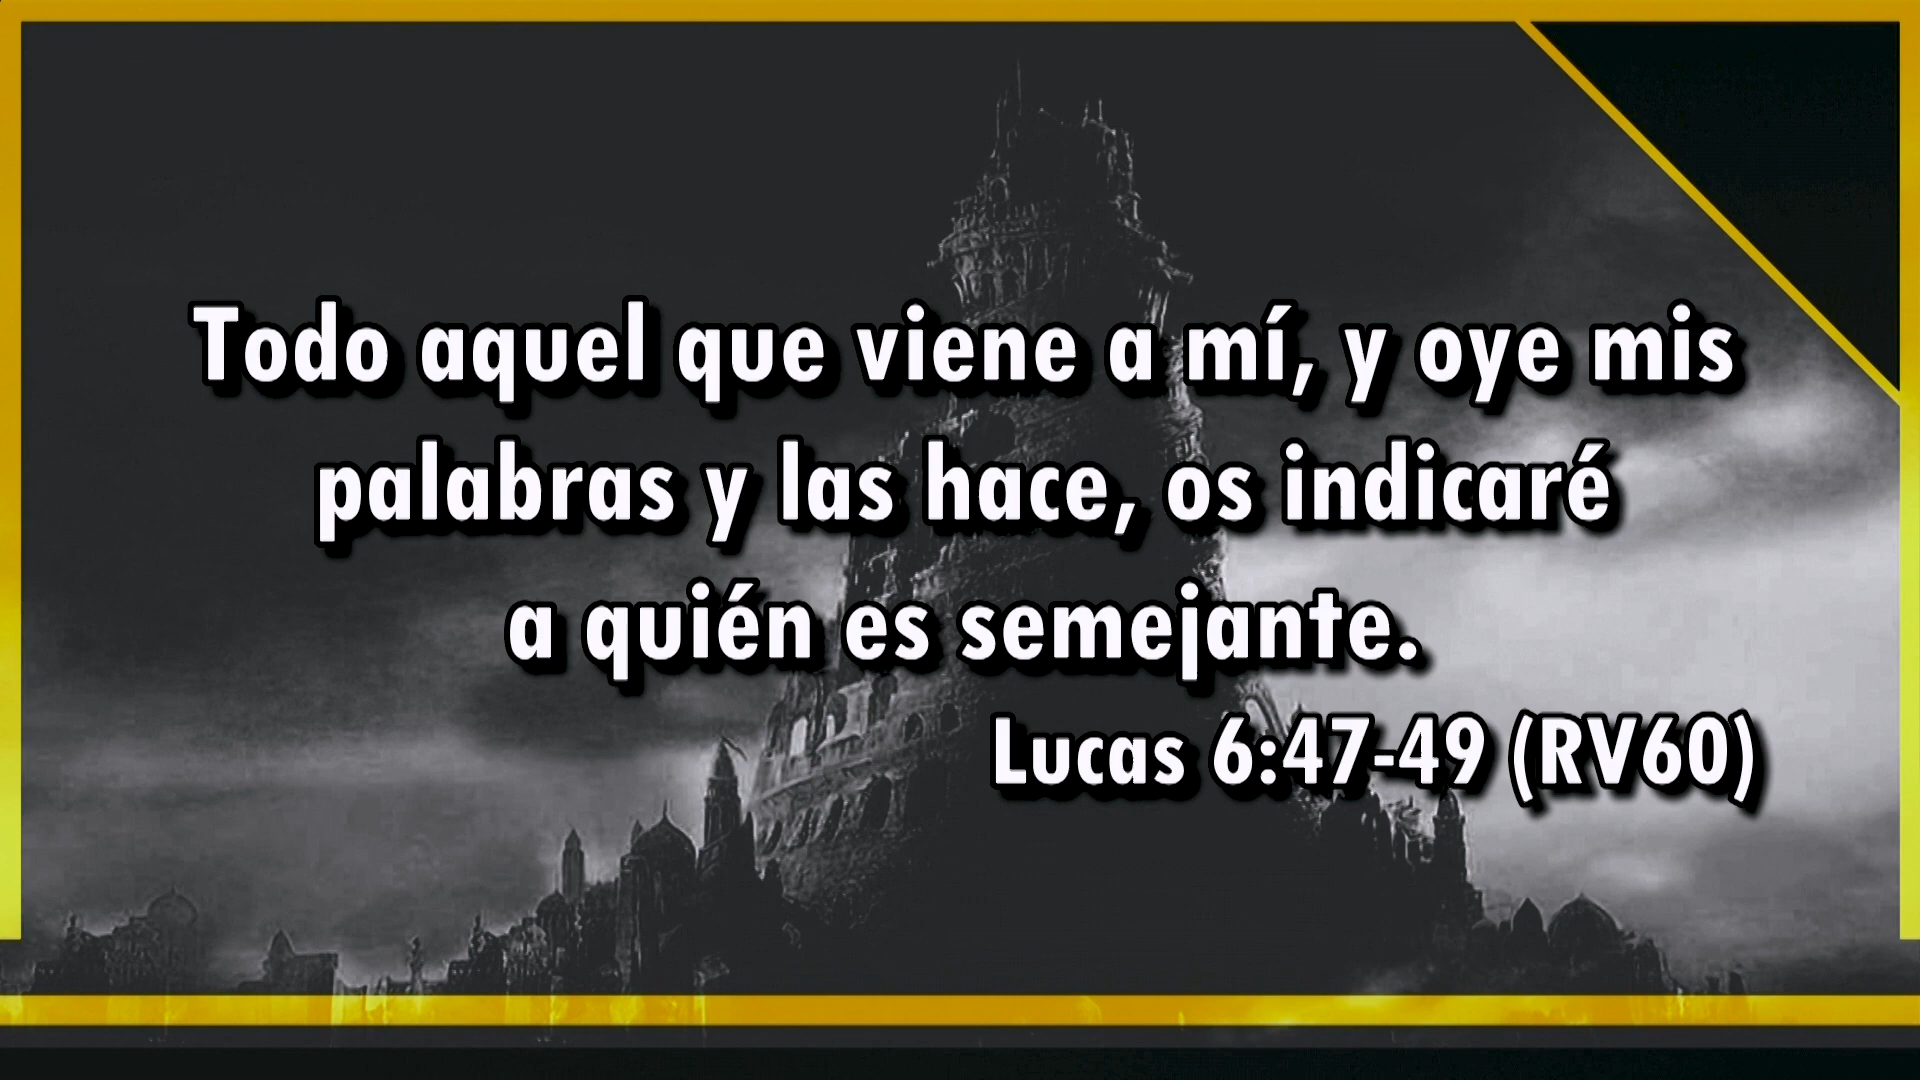 Todo aquel que viene a mí, y oye mis
palabras y las hace, os indicaré
a quién es semejante.
Lucas 6:47-49 (RV60)